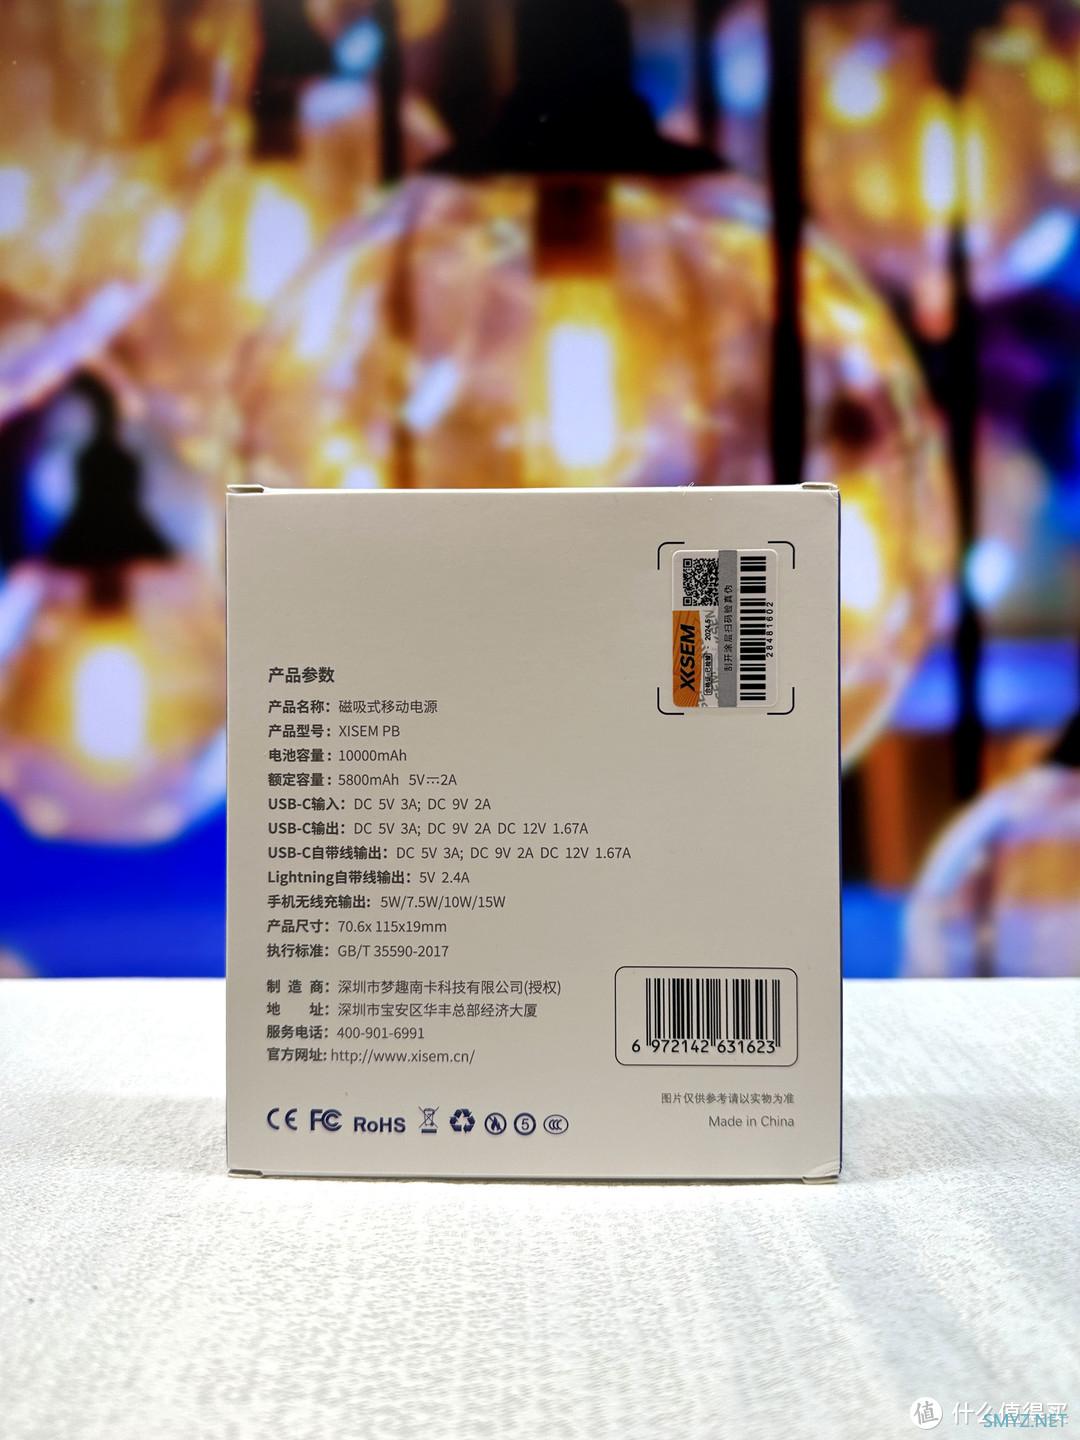 XISEM
合格证:已检验
2024.5
刮开涂层扫码验真伪
28481602
产品参数
产品名称：磁吸式移动电源
产品型号：XISEM PB
电池容量：10000mAh
额定容量：5800mAh 5V⎓2A
USB-C输入：DC 5V 3A; DC 9V 2A
USB-C输出：DC 5V 3A; DC 9V 2A DC 12V 1.67A
USB-C自带线输出：DC 5V 3A; DC 9V 2A DC 12V 1.67A
Lightning自带线输出：5V 2.4A
手机无线充输出：5W/7.5W/10W/15W
产品尺寸：70.6x 115x19mm
执行标准：GB/T 35590-2017
制 造 商：深圳市梦趣南卡科技有限公司(授权)
地 址：深圳市宝安区华丰总部经济大厦
服务电话：400-901-6991
官方网址: http://www.xisem.cn/
6 972142 631623
图片仅供参考请以实物为准
Made in China
CE FC RoHS 5 CCC
值 什么值得买
SMYZ.NET